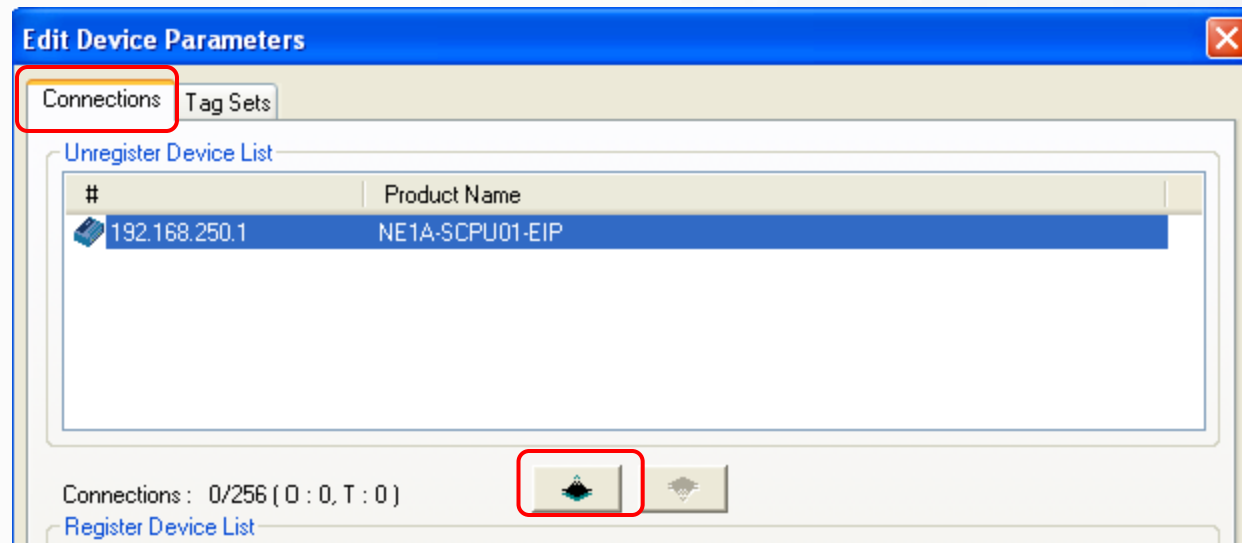 Edit Device Parameters
Connections Tag Sets
Unregister Device List
# Product Name
192.168.250.1 NE1A-SCPU01-EIP
Connections : 0/256 ( O : 0, T : 0 )
Register Device List